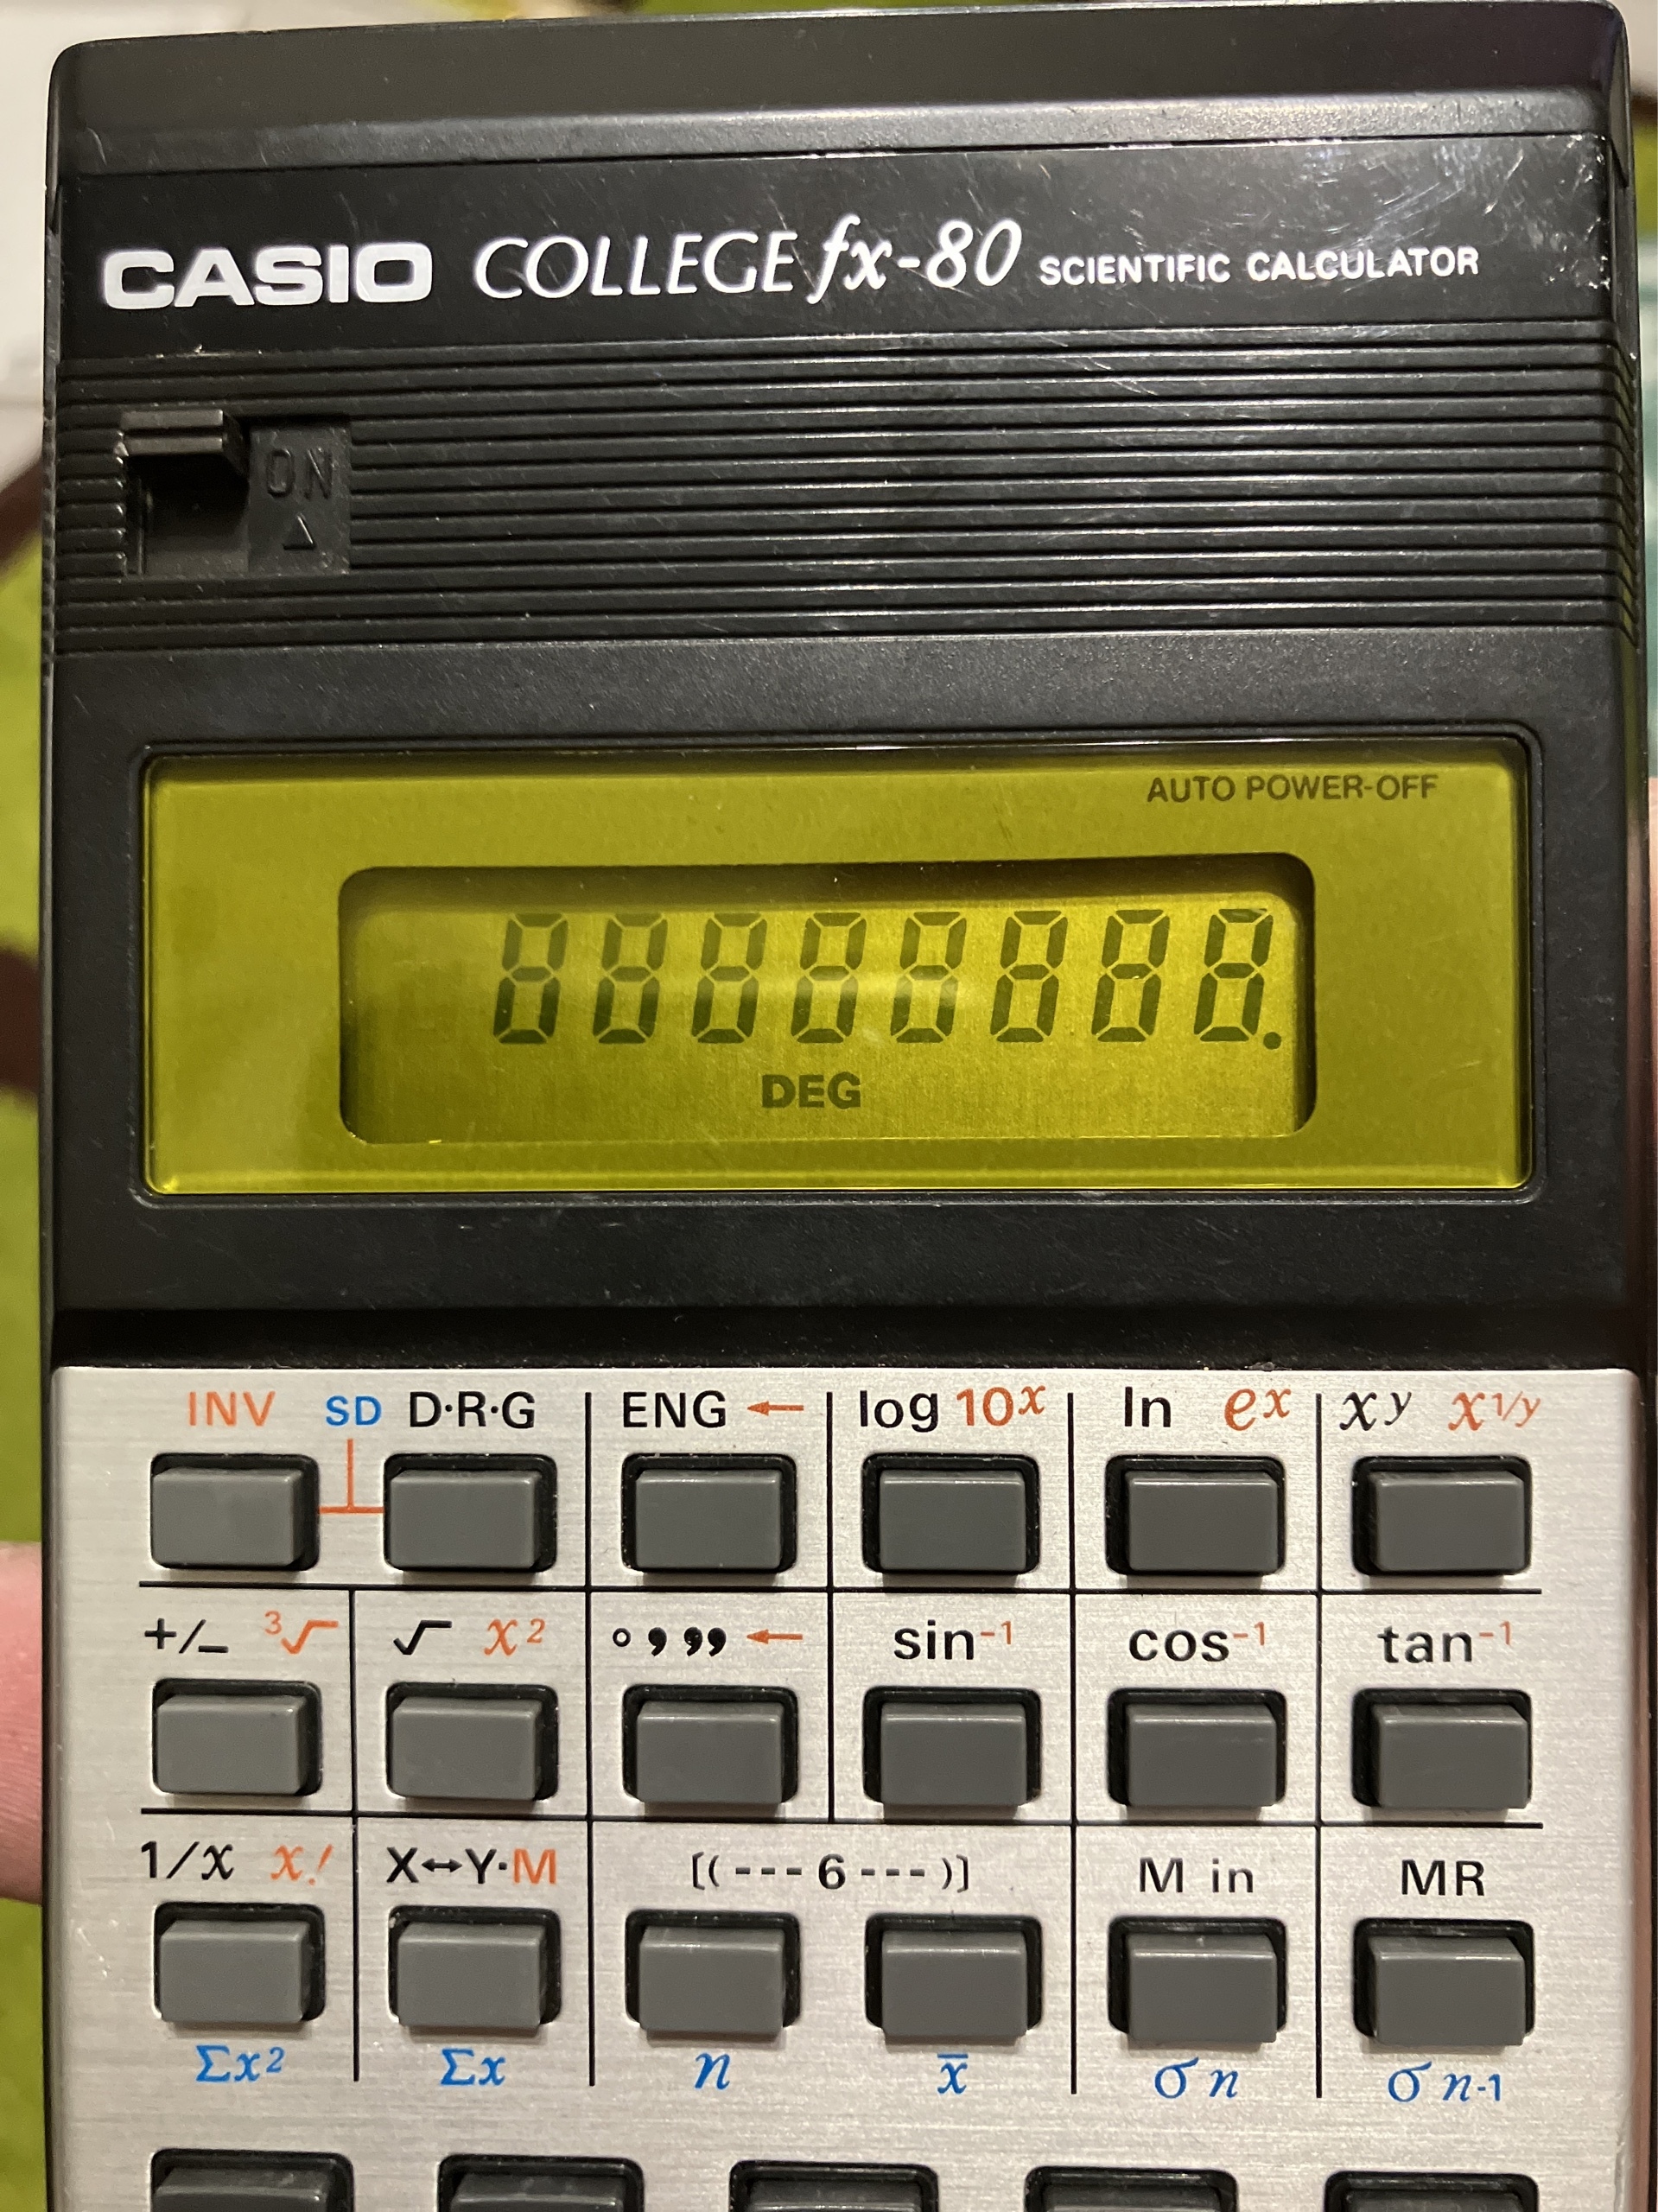 CASIO COLLEGE fx-80 SCIENTIFIC CALCULATOR
ON
AUTO POWER-OFF
88888888.
DEG
INV SD D·R·G ENG ← log 10ˣ ln eˣ xʸ x¹/ʸ
+/− ³√ √ x² ° , ,, ← sin⁻¹ cos⁻¹ tan⁻¹
1/x x! X↔Y·M [(---6---)] M in MR
Σx² Σx n x̄ σn σn-1